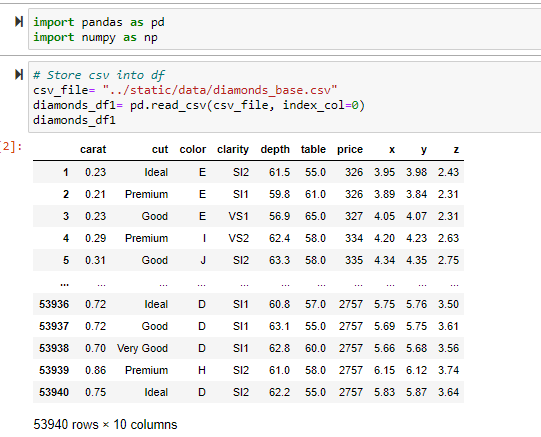 import pandas as pd
import numpy as np
# Store csv into df
csv_file= "../static/data/diamonds_base.csv"
diamonds_df1= pd.read_csv(csv_file, index_col=0)
diamonds_df1
[2]:
carat cut color clarity depth table price x y z
1 0.23 Ideal E SI2 61.5 55.0 326 3.95 3.98 2.43
2 0.21 Premium E SI1 59.8 61.0 326 3.89 3.84 2.31
3 0.23 Good E VS1 56.9 65.0 327 4.05 4.07 2.31
4 0.29 Premium I VS2 62.4 58.0 334 4.20 4.23 2.63
5 0.31 Good J SI2 63.3 58.0 335 4.34 4.35 2.75
... ... ... ... ... ... ... ... ... ... ...
53936 0.72 Ideal D SI1 60.8 57.0 2757 5.75 5.76 3.50
53937 0.72 Good D SI1 63.1 55.0 2757 5.69 5.75 3.61
53938 0.70 Very Good D SI1 62.8 60.0 2757 5.66 5.68 3.56
53939 0.86 Premium H SI2 61.0 58.0 2757 6.15 6.12 3.74
53940 0.75 Ideal D SI2 62.2 55.0 2757 5.83 5.87 3.64
53940 rows × 10 columns